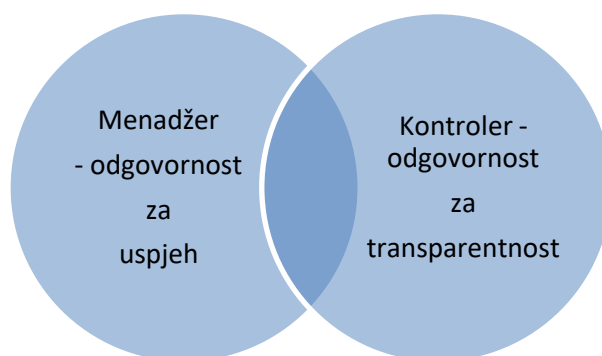 Menadžer
- odgovornost
za
uspjeh
Kontroler -
odgovornost
za
transparentnost